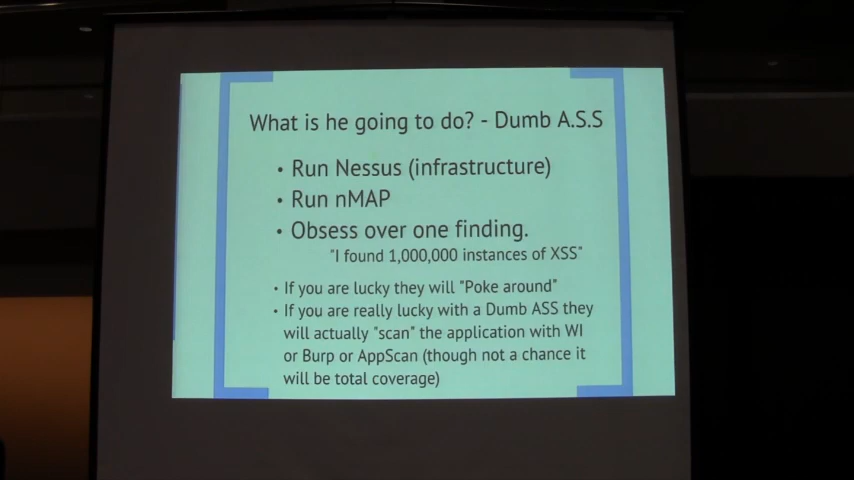 What is he going to do? - Dumb A.S.S
• Run Nessus (infrastructure)
• Run nMAP
• Obsess over one finding.
"I found 1,000,000 instances of XSS"
• If you are lucky they will "Poke around"
• If you are really lucky with a Dumb ASS they
will actually "scan" the application with WI
or Burp or AppScan (though not a chance it
will be total coverage)